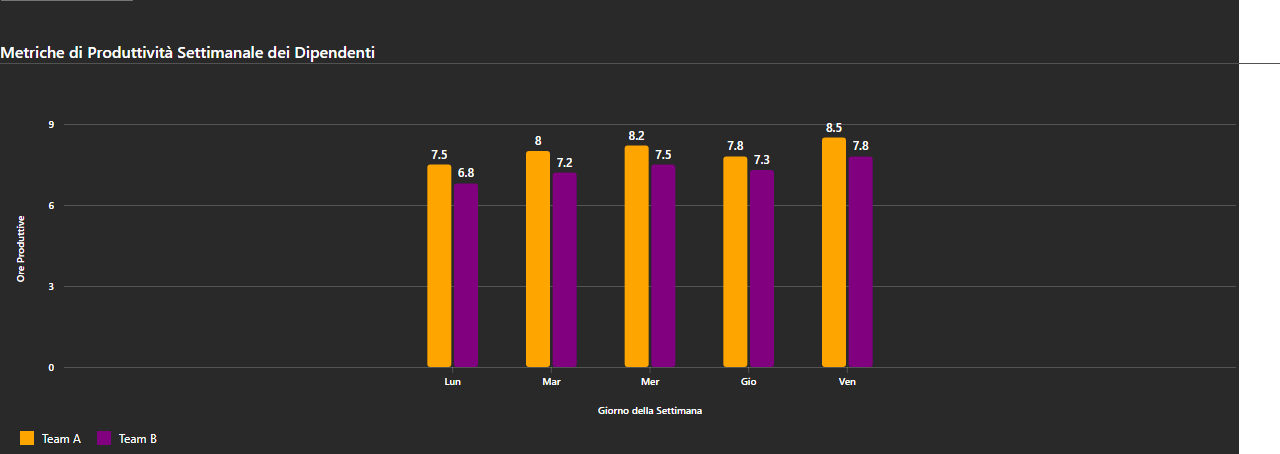 Metriche di Produttività Settimanale dei Dipendenti
9
6
3
0
Ore Produttive
7.5
6.8
8
7.2
8.2
7.5
7.8
7.3
8.5
7.8
Lun
Mar
Mer
Gio
Ven
Giorno della Settimana
Team A
Team B